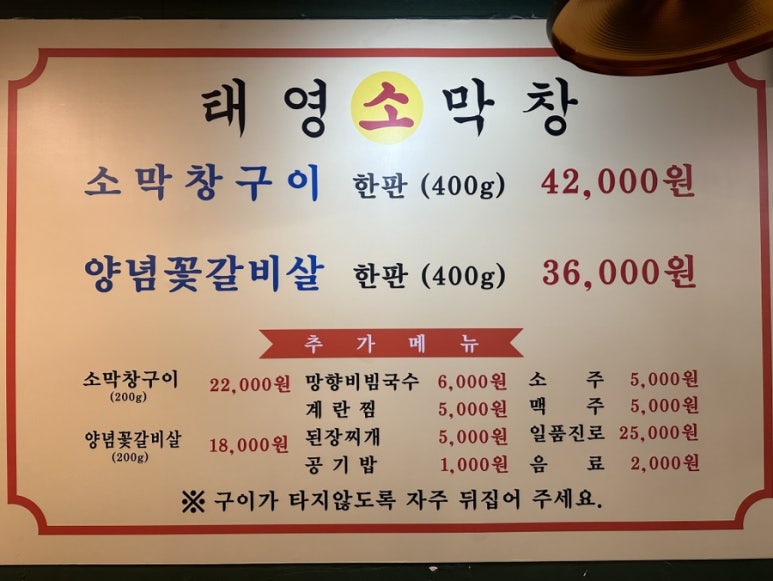 태영소막창
소막창구이 한판 (400g) 42,000원
양념꽃갈비살 한판 (400g) 36,000원
추가메뉴
소막창구이 (200g) 22,000원
양념꽃갈비살 (200g) 18,000원
망향비빔국수 6,000원
계란찜 5,000원
된장찌개 5,000원
공기밥 1,000원
소주 5,000원
맥주 5,000원
일품진로 25,000원
음료 2,000원
※ 구이가 타지않도록 자주 뒤집어 주세요.